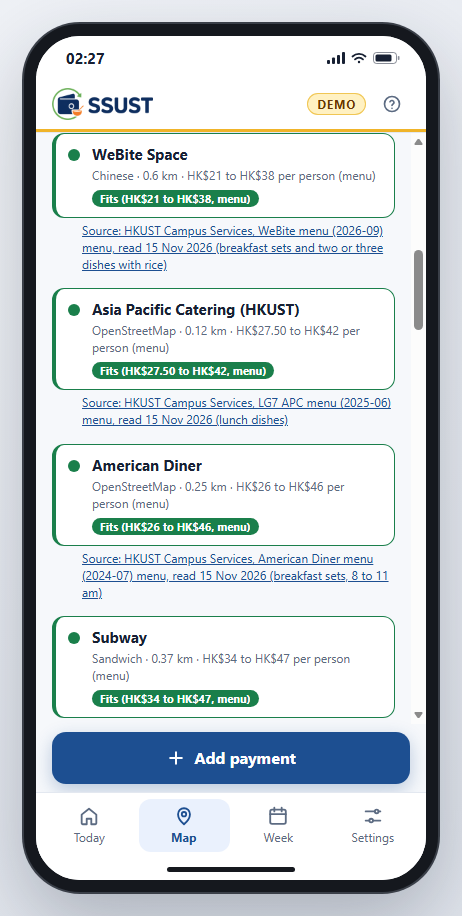 02:27
SSUST
DEMO
?
WeBite Space
Chinese · 0.6 km · HK$21 to HK$38 per person (menu)
Fits (HK$21 to HK$38, menu)
Source: HKUST Campus Services, WeBite menu (2026-09)
menu, read 15 Nov 2026 (breakfast sets and two or three
dishes with rice)
Asia Pacific Catering (HKUST)
OpenStreetMap · 0.12 km · HK$27.50 to HK$42 per
person (menu)
Fits (HK$27.50 to HK$42, menu)
Source: HKUST Campus Services, LG7 APC menu (2025-06)
menu, read 15 Nov 2026 (lunch dishes)
American Diner
OpenStreetMap · 0.25 km · HK$26 to HK$46 per
person (menu)
Fits (HK$26 to HK$46, menu)
Source: HKUST Campus Services, American Diner menu
(2024-07) menu, read 15 Nov 2026 (breakfast sets, 8 to 11
am)
Subway
Sandwich · 0.37 km · HK$34 to HK$47 per person
(menu)
Fits (HK$34 to HK$47, menu)
+ Add payment
Today
Map
Week
Settings